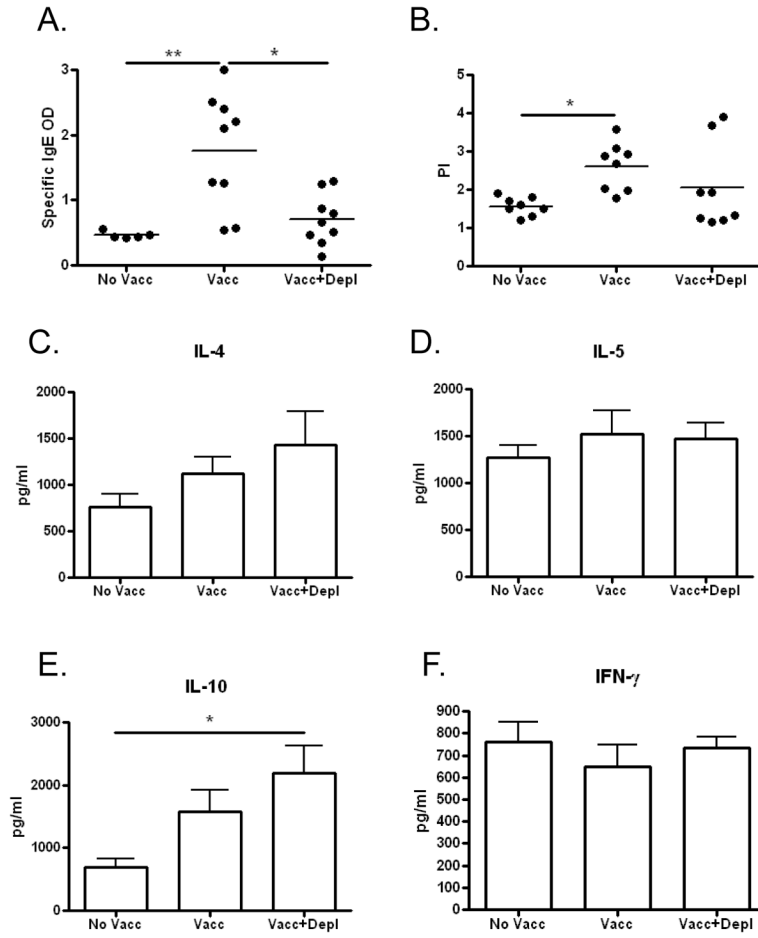 A.
** *
Specific IgE OD
3
2
1
0
No Vacc Vacc Vacc+Depl
B.
*
PI
5
4
3
2
1
0
No Vacc Vacc Vacc+Depl
C.
IL-4
pg/ml
2000
1500
1000
500
0
No Vacc Vacc Vacc+Depl
D.
IL-5
pg/ml
2000
1500
1000
500
0
No Vacc Vacc Vacc+Depl
E.
IL-10
*
pg/ml
3000
2000
1000
0
No Vacc Vacc Vacc+Depl
F.
IFN-γ
pg/ml
900
800
700
600
500
400
300
200
100
0
No Vacc Vacc Vacc+Depl